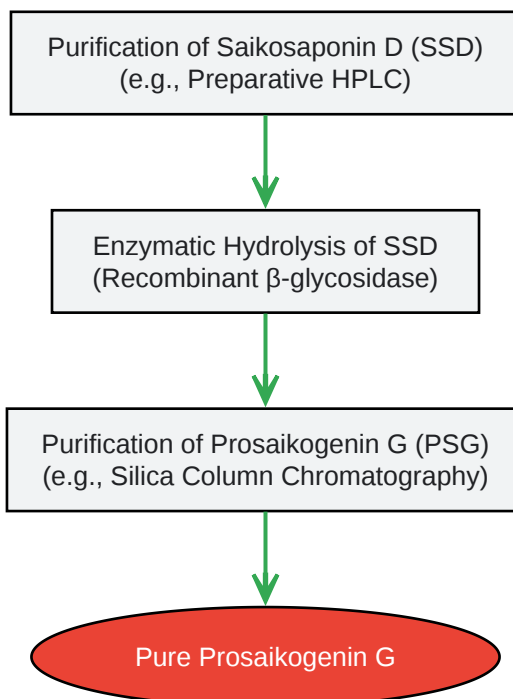 Purification of Saikosaponin D (SSD)
(e.g., Preparative HPLC)
Enzymatic Hydrolysis of SSD
(Recombinant β-glycosidase)
Purification of Prosaikogenin G (PSG)
(e.g., Silica Column Chromatography)
Pure Prosaikogenin G